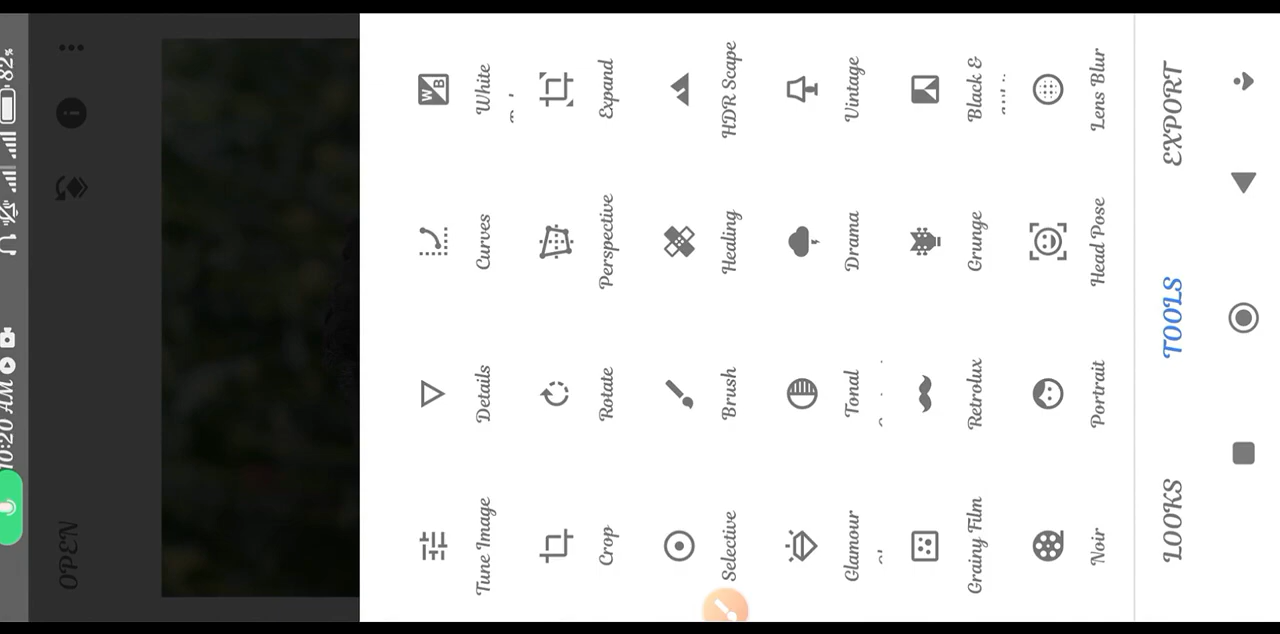 10:20 AM
82%
OPEN
Tune Image
Details
Curves
White
Crop
Rotate
Perspective
Expand
Selective
Brush
Healing
HDR Scape
Glamour
Tonal
Drama
Vintage
Grainy Film
Retrolux
Grunge
Black &
Noir
Portrait
Head Pose
Lens Blur
LOOKS
TOOLS
EXPORT